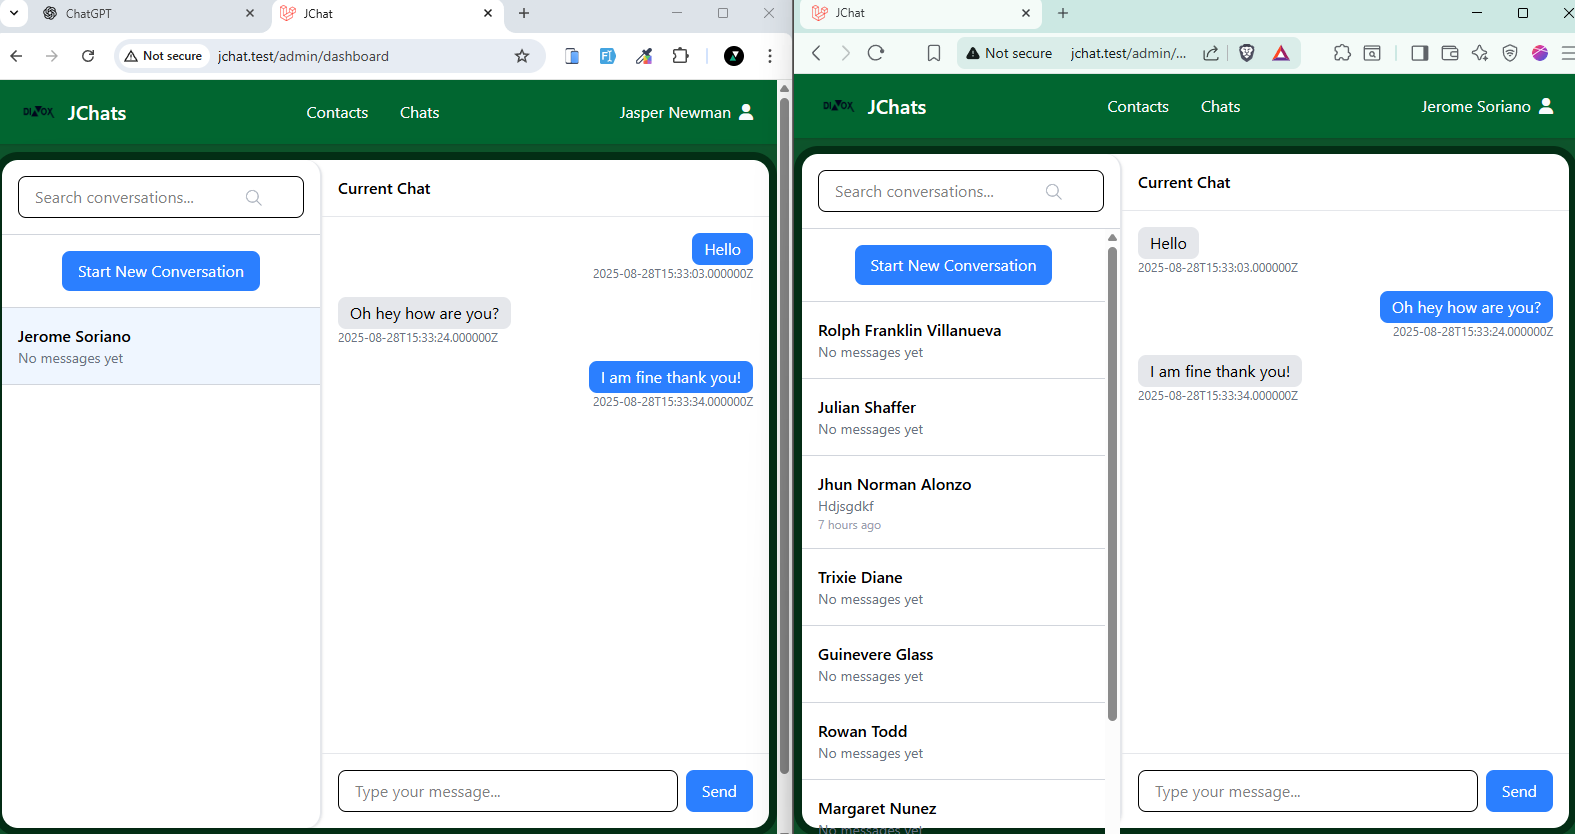 ChatGPT
JChat
Not secure
jchat.test/admin/dashboard
DINOX
JChats
Contacts
Chats
Jasper Newman
Search conversations...
Start New Conversation
Jerome Soriano
No messages yet
Current Chat
Hello
2025-08-28T15:33:03.000000Z
Oh hey how are you?
2025-08-28T15:33:24.000000Z
I am fine thank you!
2025-08-28T15:33:34.000000Z
Type your message...
Send
JChat
Not secure
jchat.test/admin/...
JChats
Contacts
Chats
Jerome Soriano
Search conversations...
Start New Conversation
Rolph Franklin Villanueva
No messages yet
Julian Shaffer
No messages yet
Jhun Norman Alonzo
Hdjsgdkf
7 hours ago
Trixie Diane
No messages yet
Guinevere Glass
No messages yet
Rowan Todd
No messages yet
Margaret Nunez
No messages yet
Current Chat
Hello
2025-08-28T15:33:03.000000Z
Oh hey how are you?
2025-08-28T15:33:24.000000Z
I am fine thank you!
2025-08-28T15:33:34.000000Z
Type your message...
Send